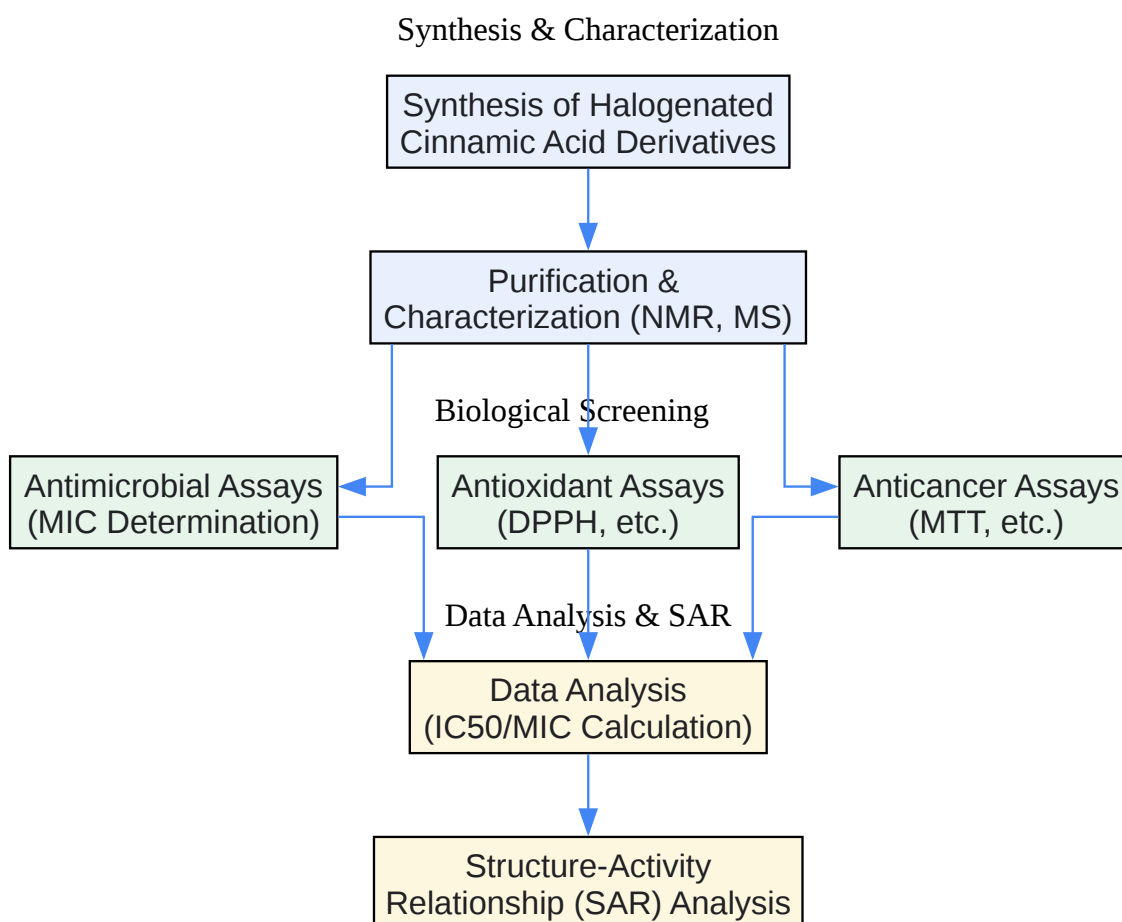 Synthesis & Characterization
Synthesis of Halogenated
Cinnamic Acid Derivatives
Purification &
Characterization (NMR, MS)
Biological Screening
Antimicrobial Assays
(MIC Determination)
Antioxidant Assays
(DPPH, etc.)
Anticancer Assays
(MTT, etc.)
Data Analysis & SAR
Data Analysis
(IC50/MIC Calculation)
Structure-Activity
Relationship (SAR) Analysis